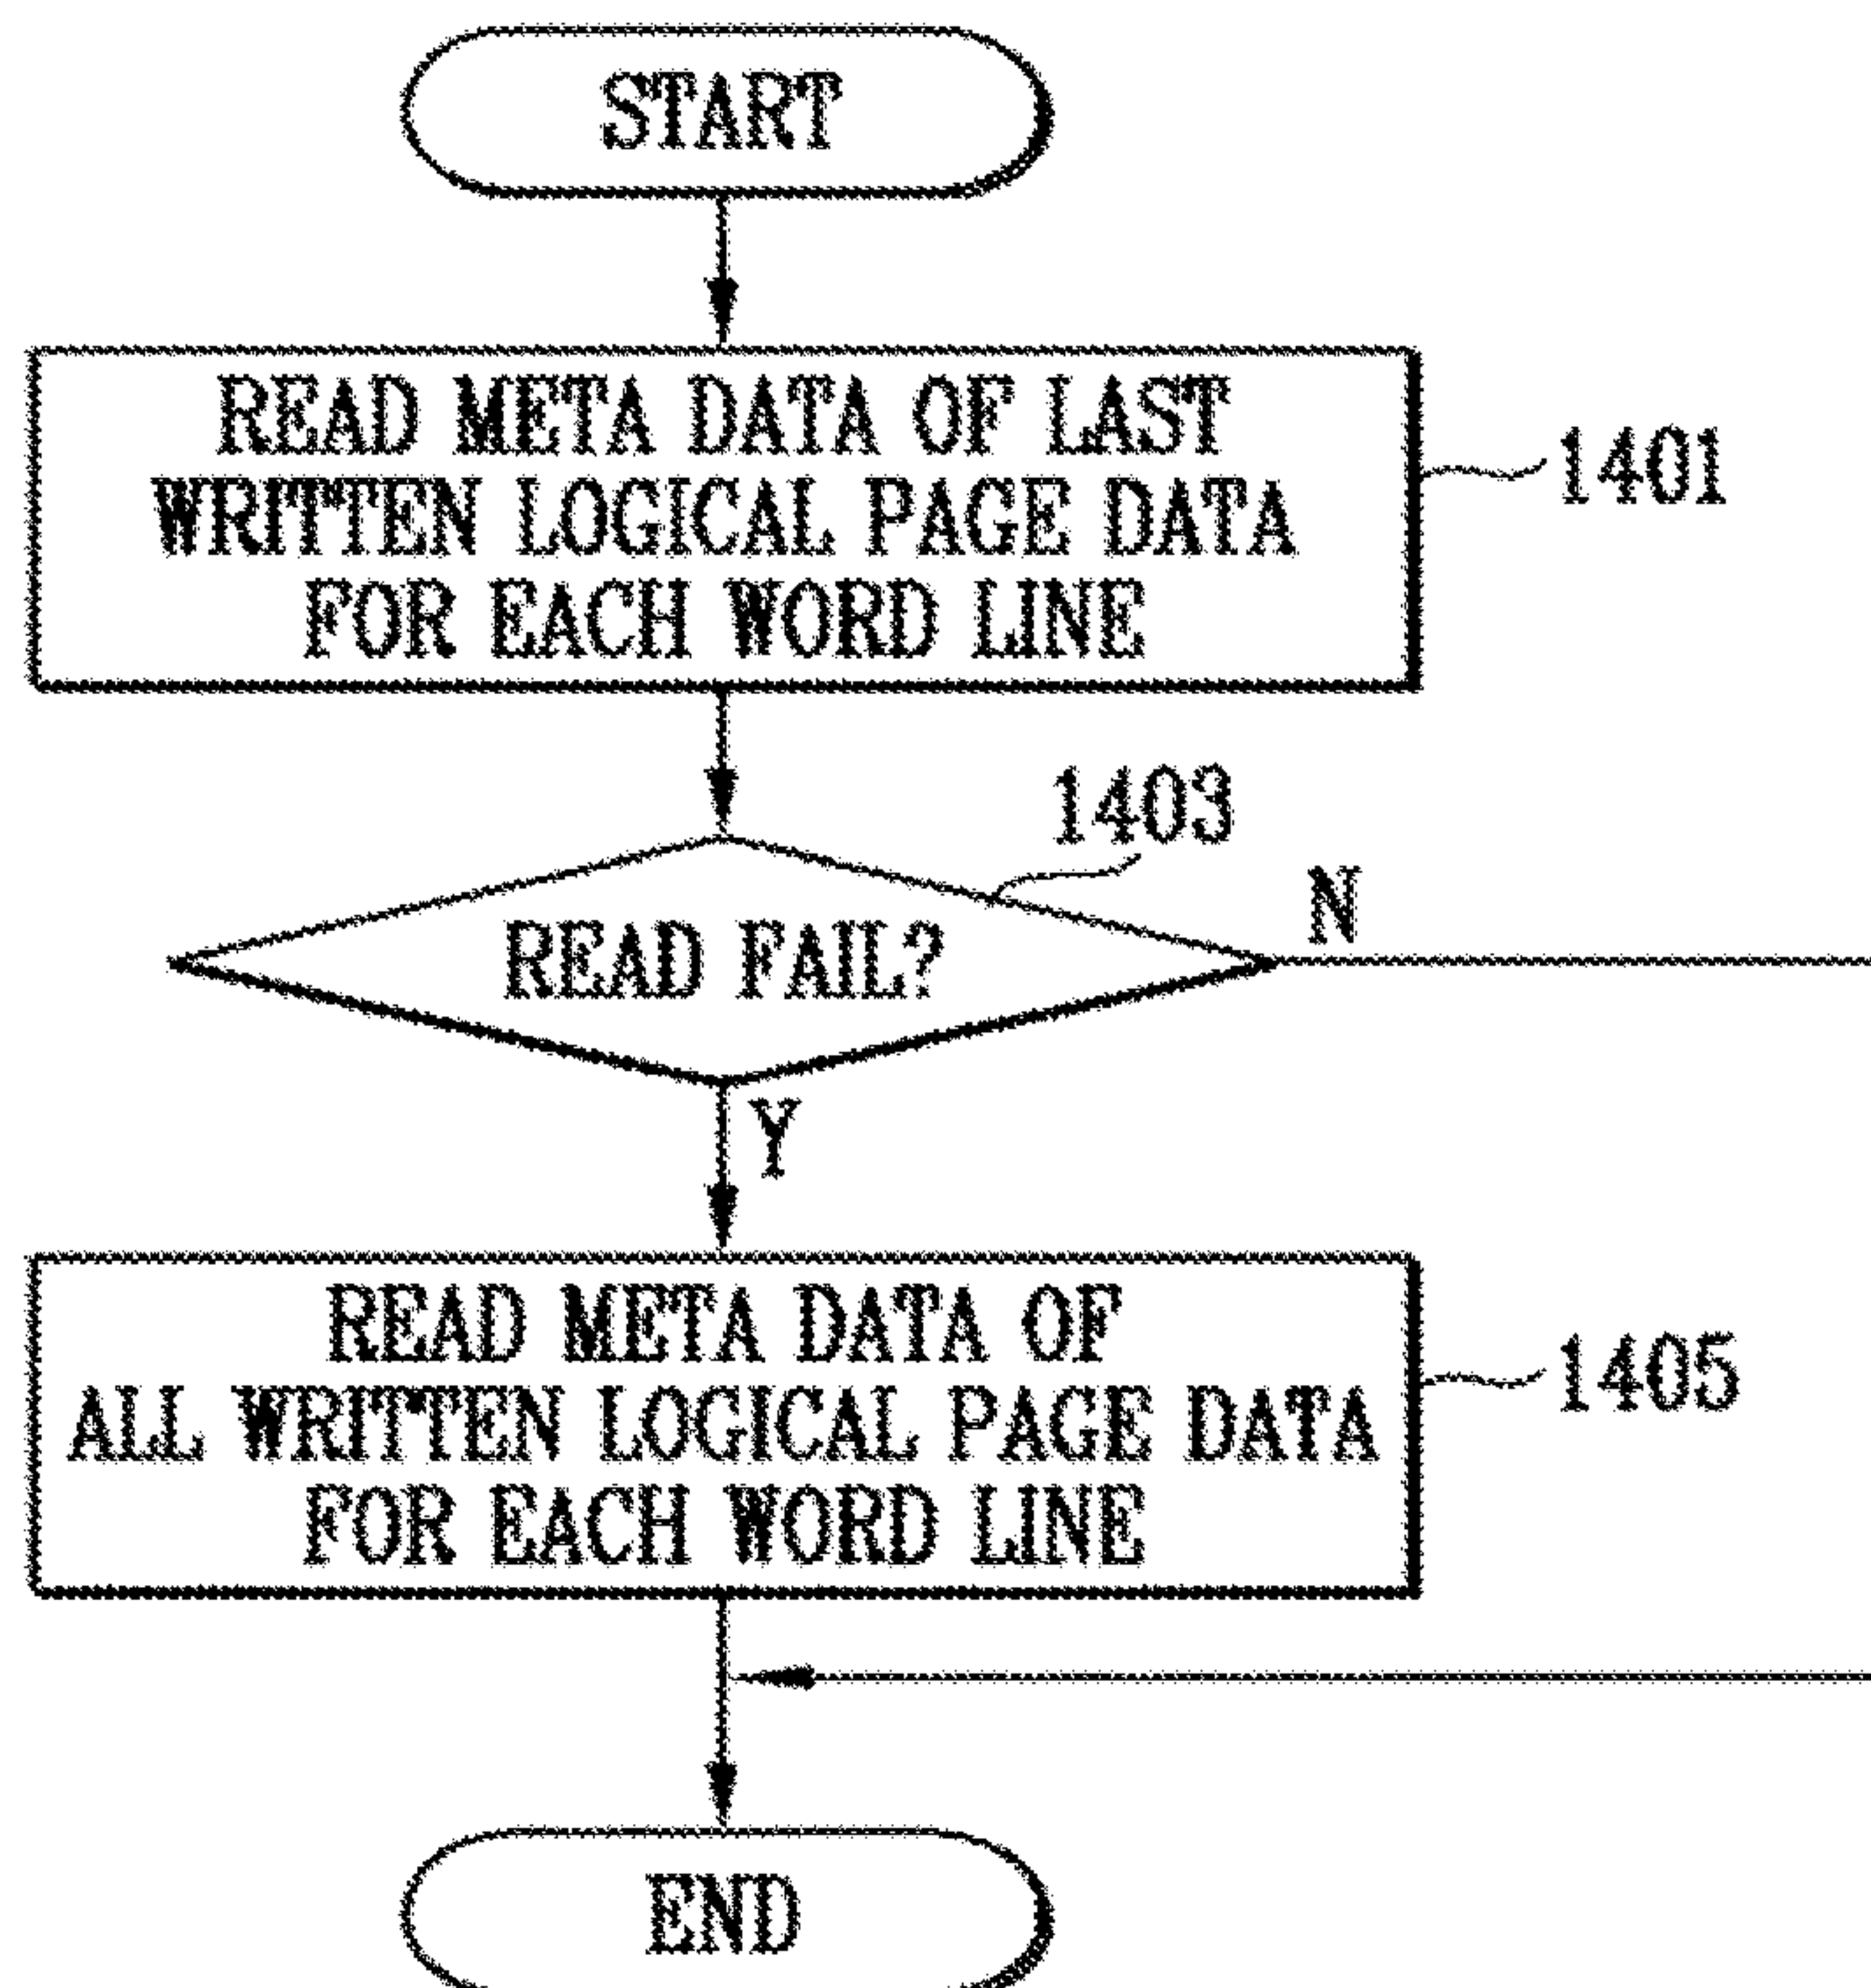 START
READ META DATA OF LAST
WRITTEN LOGICAL PAGE DATA
FOR EACH WORD LINE
1401
1403
READ FAIL?
N
Y
READ META DATA OF
ALL WRITTEN LOGICAL PAGE DATA
FOR EACH WORD LINE
1405
END